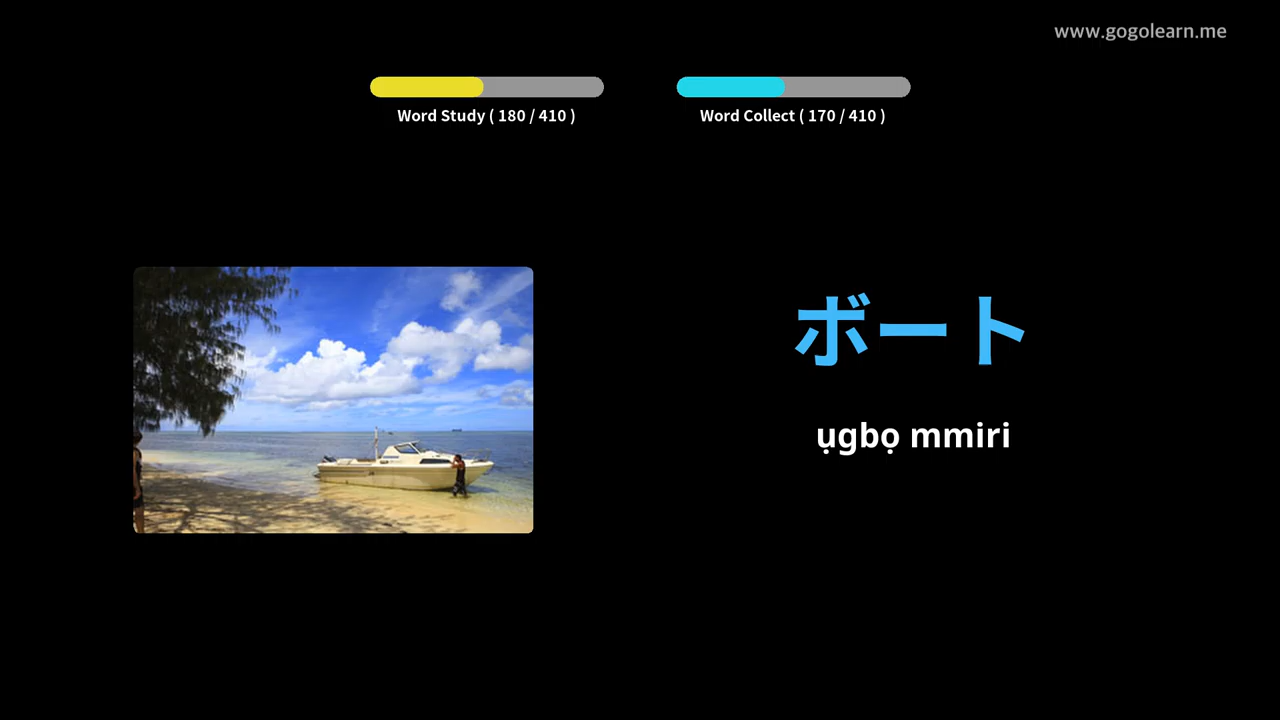 www.gogolearn.me
Word Study ( 180 / 410 )
Word Collect ( 170 / 410 )
ボート
ụgbọ mmiri